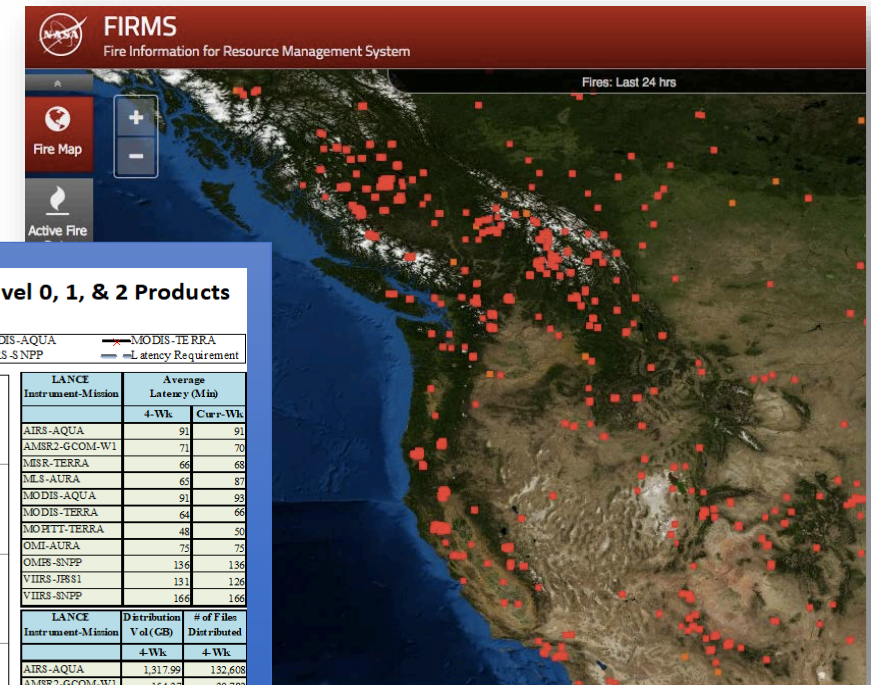 NASA
FIRMS
Fire Information for Resource Management System
Fires: Last 24 hrs
Fire Map
+
−
Active Fire
vel 0, 1, & 2 Products
DIS-AQUA MODIS-TERRA
S-SNPP Latency Requirement
LANCE Average
Instrument-Mission Latency (Min)
4-Wk Curr-Wk
AIRS-AQUA 91 91
AMSR2-GCOM-W1 71 70
MISR-TERRA 66 68
MLS-AURA 65 87
MODIS-AQUA 91 93
MODIS-TERRA 64 66
MOPITT-TERRA 48 50
OMI-AURA 75 75
OMPS-SNPP 136 136
VIIRS-JPSS1 131 126
VIIRS-SNPP 166 166
LANCE Distribution # of Files
Instrument-Mission Vol(GB) Distributed
4-Wk 4-Wk
AIRS-AQUA 1,317.99 132,608
AMSR2-GCOM-W1